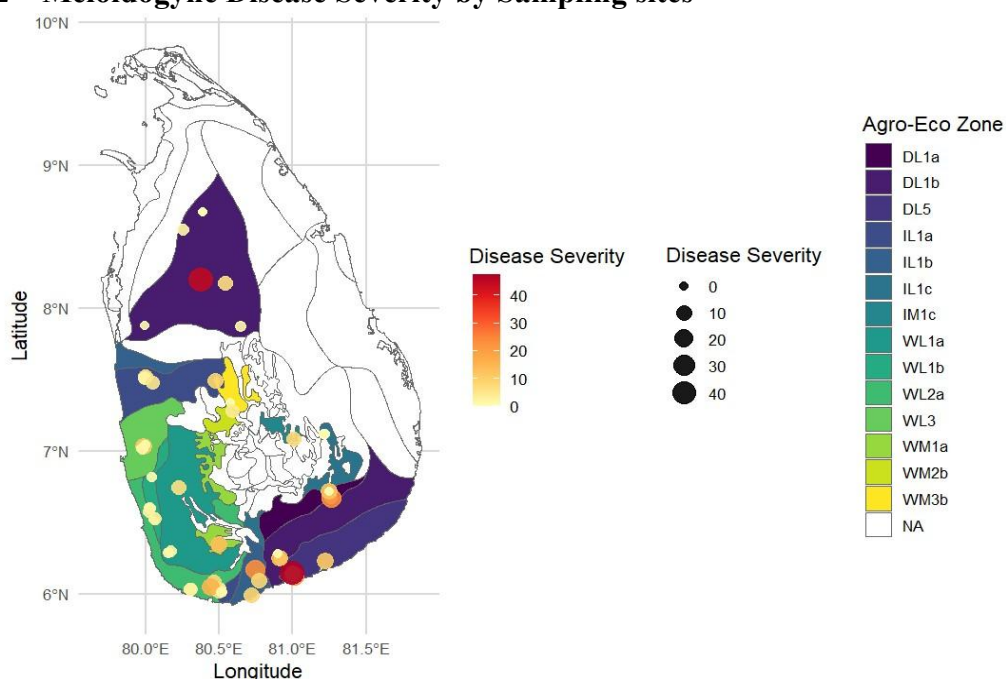 Meloidogyne Disease Severity by Sampling sites
10°N
9°N
8°N
7°N
6°N
Latitude
80.0°E 80.5°E 81.0°E 81.5°E
Longitude
Disease Severity
40
30
20
10
0
Disease Severity
0
10
20
30
40
Agro-Eco Zone
DL1a
DL1b
DL5
IL1a
IL1b
IL1c
IM1c
WL1a
WL1b
WL2a
WL3
WM1a
WM2b
WM3b
NA